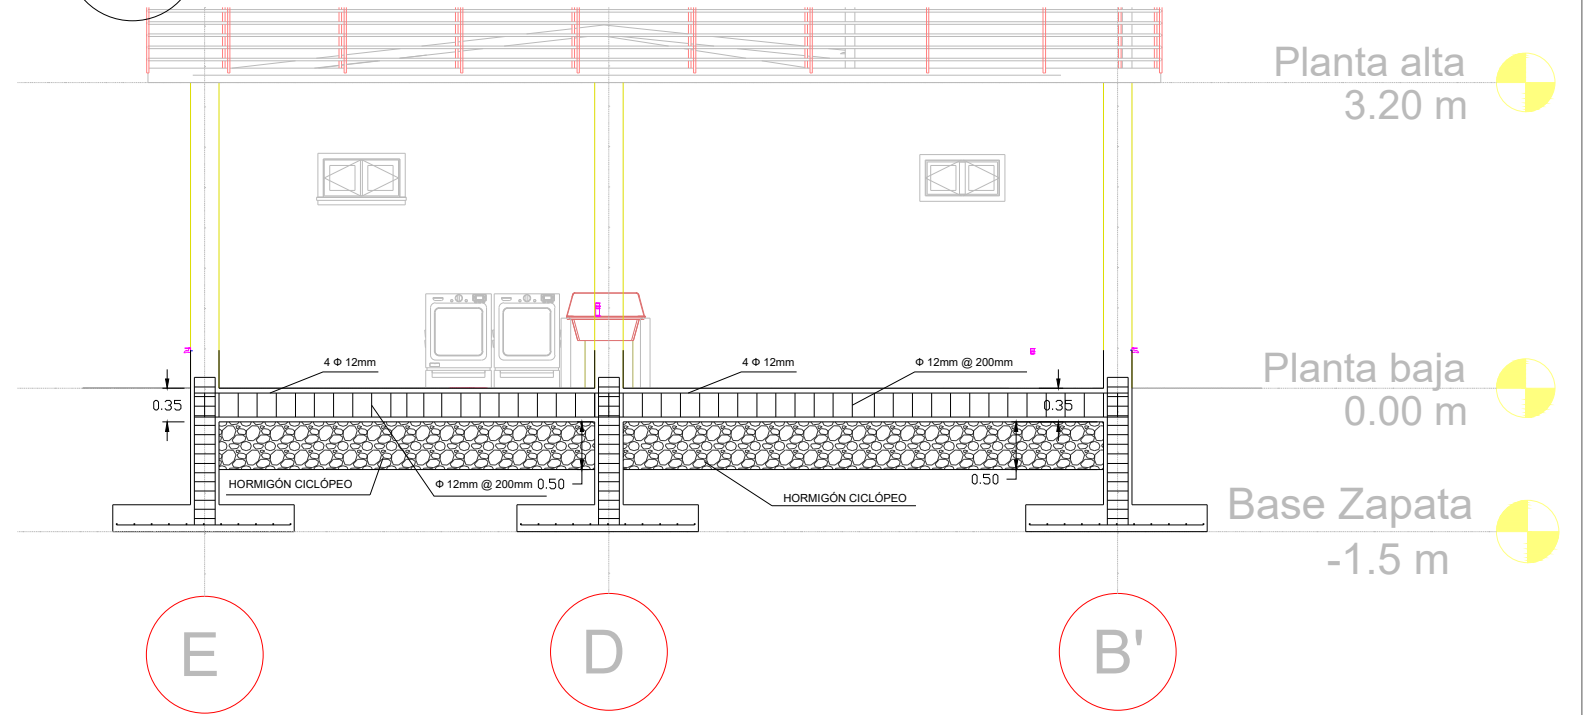 Planta alta
3.20 m
4 Φ 12mm
4 Φ 12mm
Φ 12mm @ 200mm
Planta baja
0.00 m
0.35
0.35
HORMIGÓN CICLÓPEO
Φ 12mm @ 200mm
0.50
0.50
HORMIGÓN CICLÓPEO
Base Zapata
-1.5 m
E
D
B'